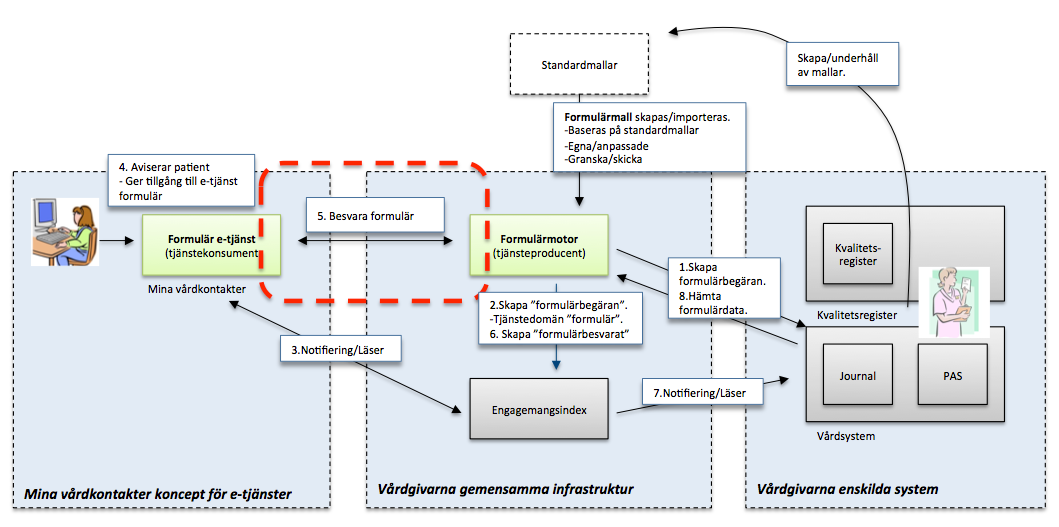 Standardmallar
Skapa/underhåll
av mallar.
Formulärmall skapas/importeras.
-Baseras på standardmallar
-Egna/anpassade
-Granska/skicka
4. Aviserar patient
- Ger tillgång till e-tjänst
formulär
5. Besvara formulär
Formulär e-tjänst
(tjänstekonsument
Mina vårdkontakter
Formulärmotor
(tjänsteproducent)
Kvalitets-
register
Kvalitetsregister
1.Skapa
formulärbegäran.
8.Hämta
formulärdata.
2.Skapa ”formulärbegäran”.
-Tjänstedomän ”formulär”.
6. Skapa ”formulärbesvarat”
3.Notifiering/Läser
Engagemangsindex
7.Notifiering/Läser
Journal
PAS
Vårdsystem
Mina vårdkontakter koncept för e-tjänster
Vårdgivarna gemensamma infrastruktur
Vårdgivarna enskilda system